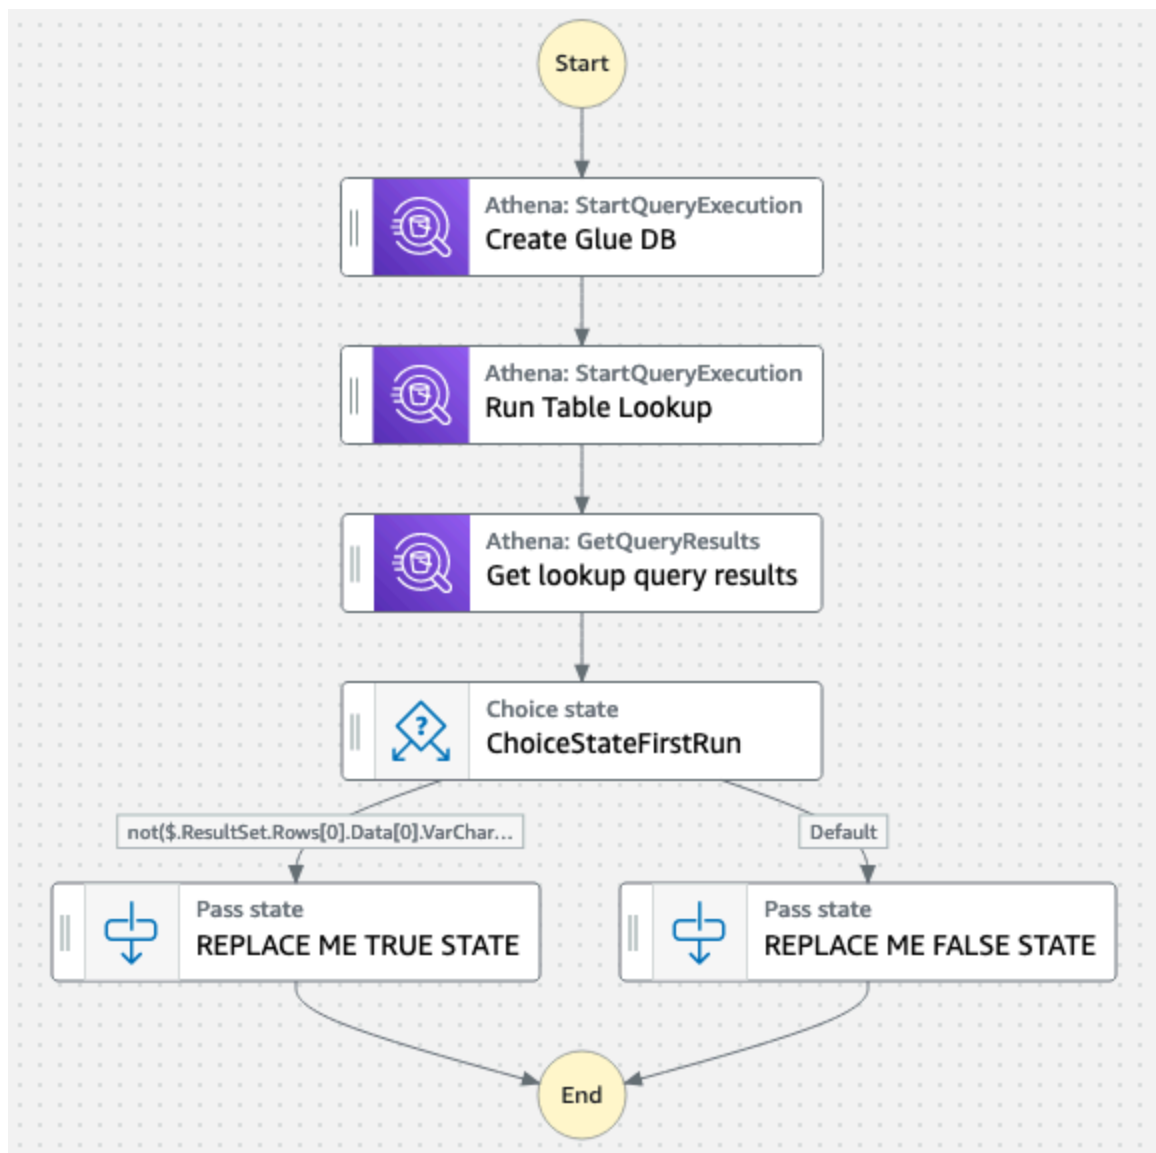 Start
Athena: StartQueryExecution
Create Glue DB
Athena: StartQueryExecution
Run Table Lookup
Athena: GetQueryResults
Get lookup query results
?
Choice state
ChoiceStateFirstRun
not($.ResultSet.Rows[0].Data[0].VarChar...
Default
Pass state
REPLACE ME TRUE STATE
Pass state
REPLACE ME FALSE STATE
End